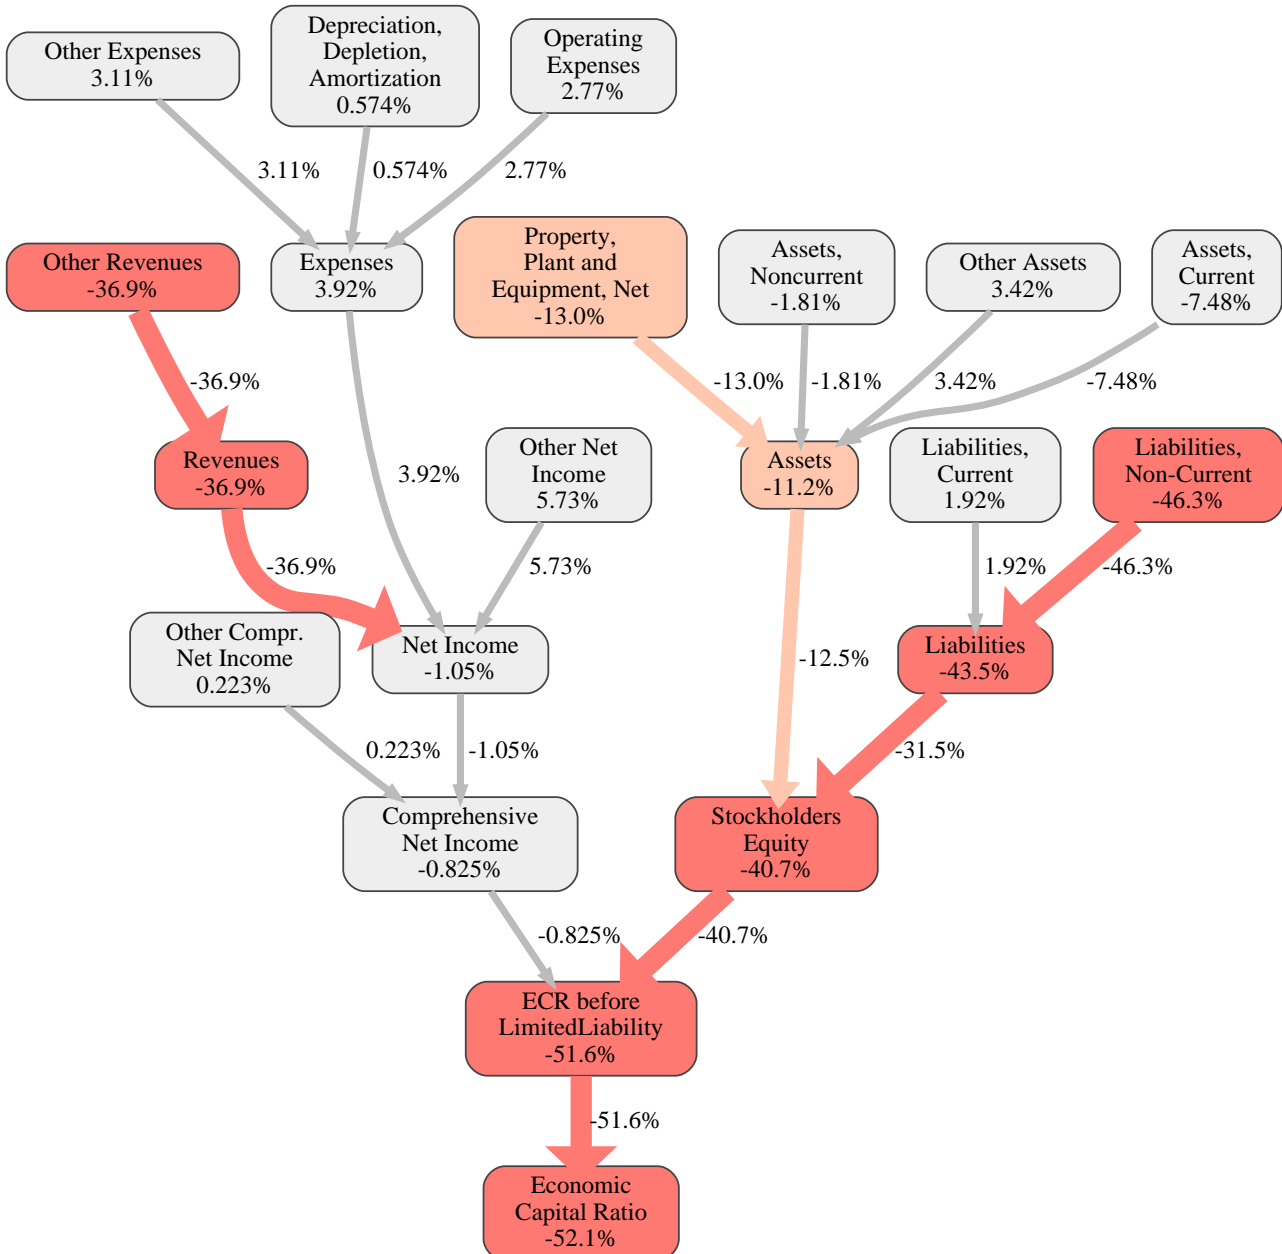 Other Expenses
3.11%
Depreciation,
Depletion,
Amortization
0.574%
Operating
Expenses
2.77%
3.11%
0.574%
2.77%
Other Revenues
-36.9%
Expenses
3.92%
Property,
Plant and
Equipment, Net
-13.0%
Assets,
Noncurrent
-1.81%
Other Assets
3.42%
Assets,
Current
-7.48%
-36.9%
-13.0%
-1.81%
3.42%
-7.48%
Revenues
-36.9%
3.92%
Other Net
Income
5.73%
Assets
-11.2%
Liabilities,
Current
1.92%
Liabilities,
Non-Current
-46.3%
-36.9%
5.73%
1.92%
-46.3%
Other Compr.
Net Income
0.223%
Net Income
-1.05%
-12.5%
Liabilities
-43.5%
0.223%
-1.05%
-31.5%
Comprehensive
Net Income
-0.825%
Stockholders
Equity
-40.7%
-0.825%
-40.7%
ECR before
LimitedLiability
-51.6%
-51.6%
Economic
Capital Ratio
-52.1%